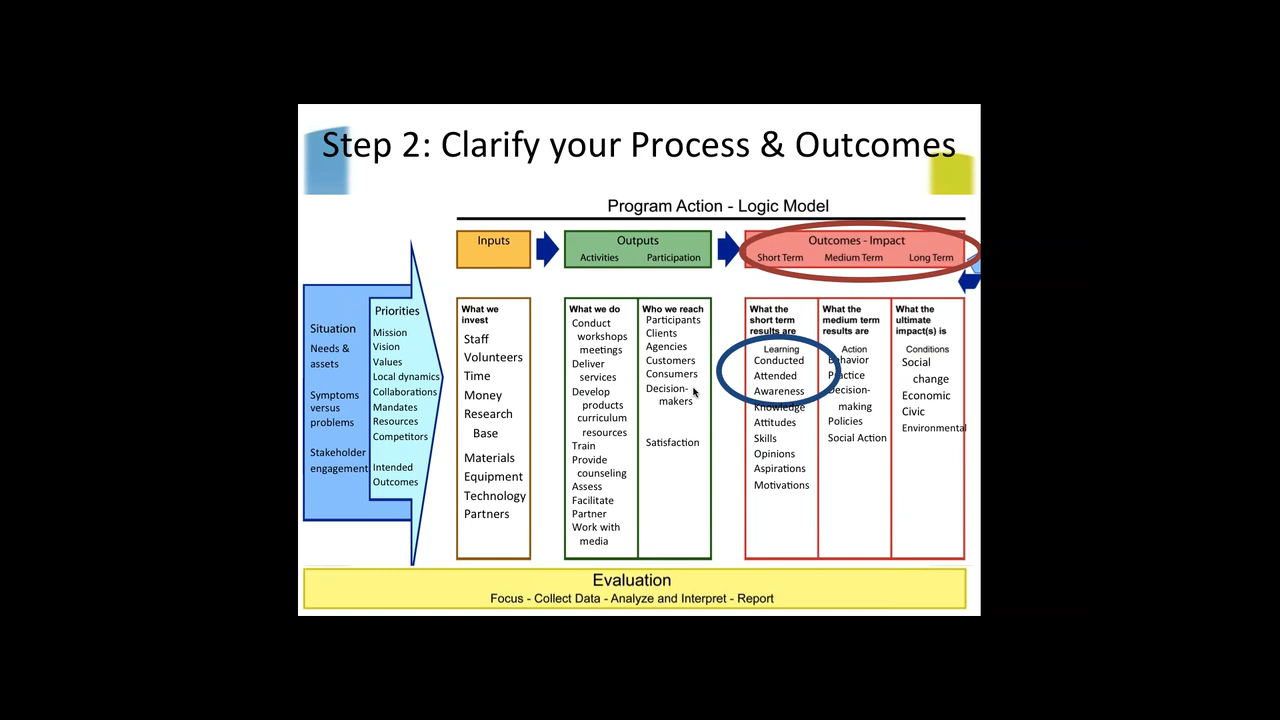 Step 2: Clarify your Process & Outcomes
Program Action - Logic Model
Inputs
Outputs
Activities Participation
Outcomes - Impact
Short Term Medium Term Long Term
Situation
Needs &
assets
Symptoms
versus
problems
Stakeholder
engagement
Priorities
Mission
Vision
Values
Local dynamics
Collaborations
Mandates
Resources
Competitors
Intended
Outcomes
What we
invest
Staff
Volunteers
Time
Money
Research
Base
Materials
Equipment
Technology
Partners
What we do
Conduct
workshops
meetings
Deliver
services
Develop
products
curriculum
resources
Train
Provide
counseling
Assess
Facilitate
Partner
Work with
media
Who we reach
Participants
Clients
Agencies
Customers
Consumers
Decision-
makers
Satisfaction
What the
short term
results are
Learning
Conducted
Attended
Awareness
Knowledge
Attitudes
Skills
Opinions
Aspirations
Motivations
What the
medium term
results are
Action
Behavior
Practice
Decision-
making
Policies
Social Action
What the
ultimate
impact(s) is
Conditions
Social
change
Economic
Civic
Environmental
Evaluation
Focus - Collect Data - Analyze and Interpret - Report